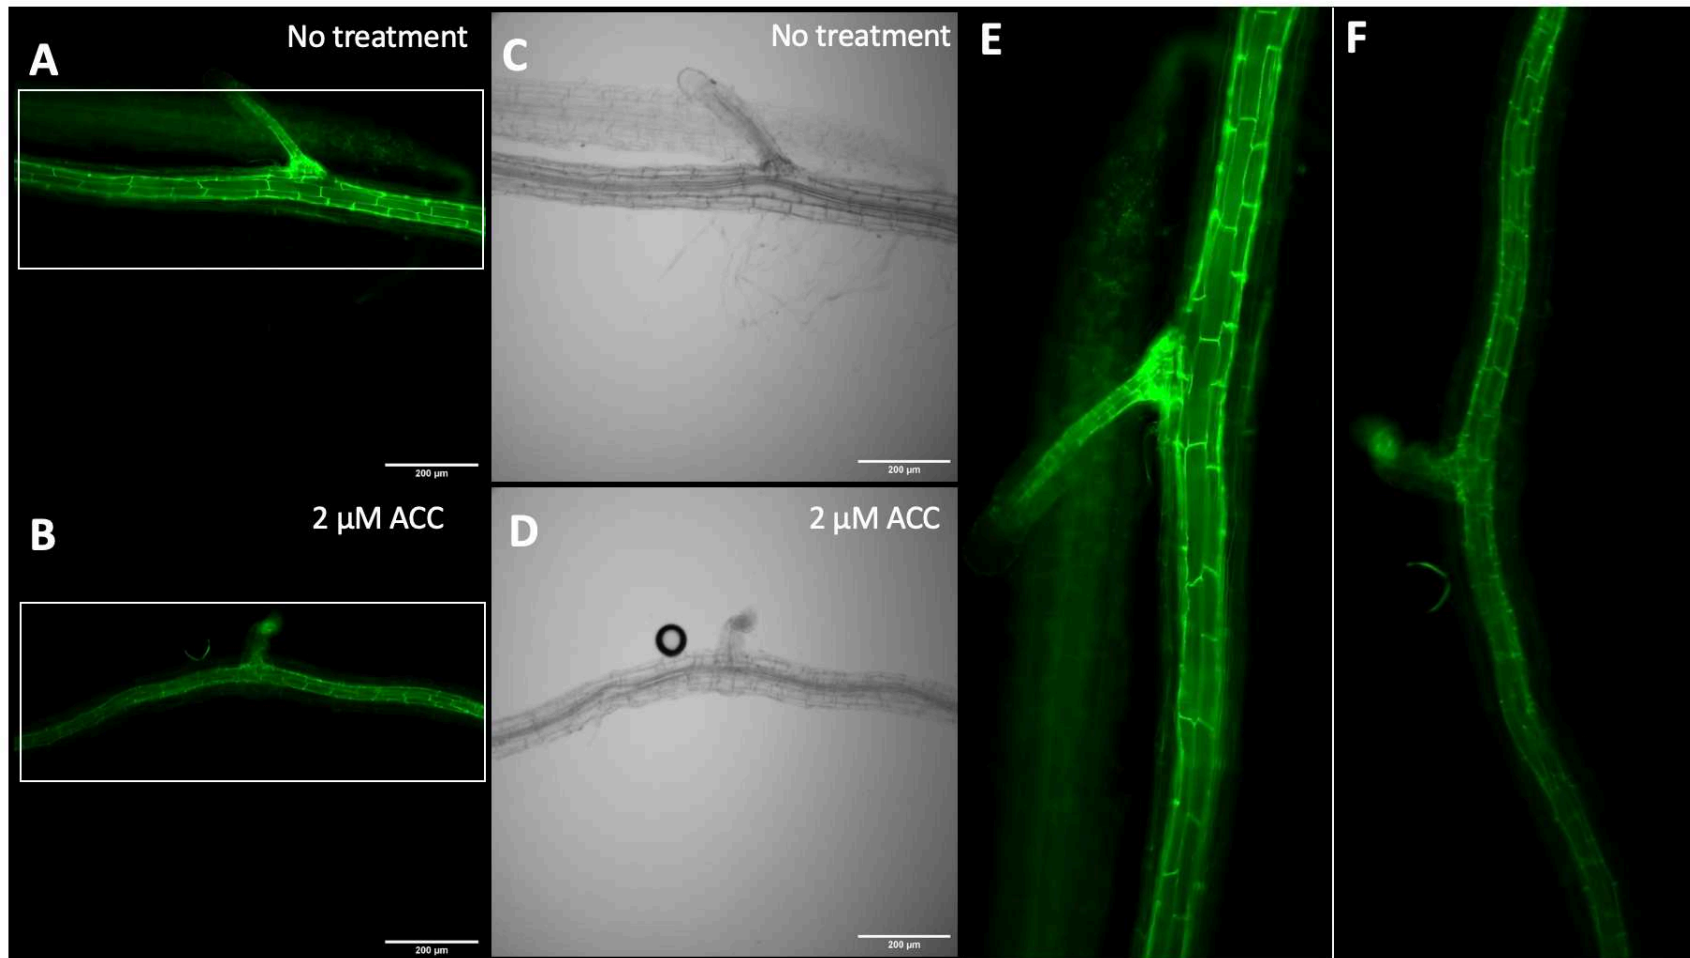 A
No treatment
200 µm
B
2 µM ACC
200 µm
C
No treatment
200 µm
D
2 µM ACC
200 µm
E
F